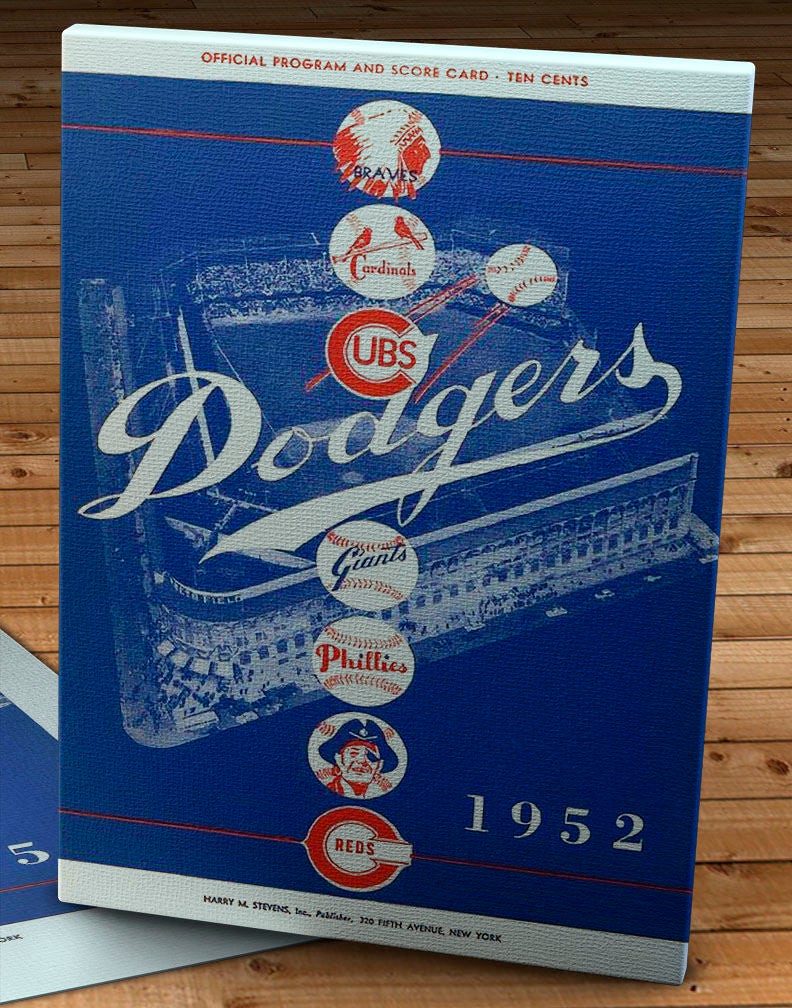 OFFICIAL PROGRAM AND SCORE CARD · TEN CENTS
BRAVES
Cardinals
CUBS
Dodgers
Giants
Phillies
REDS
1952
HARRY M. STEVENS, Inc., Publisher, 320 FIFTH AVENUE, NEW YORK
5